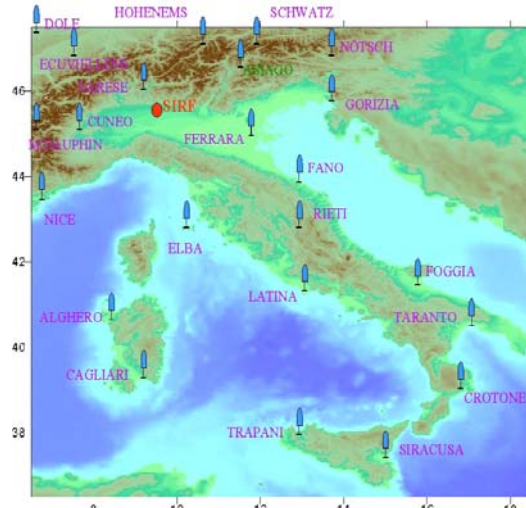 HOHENEMS SCHWATZ
DOLE
NÖTSCH
ECUVIELLENS
ASIAGO
VARESE
46
SIRF
GORIZIA
CUNEO
FERRARA
44
FANO
NICE
RIETI
ELBA
42
FOGGIA
LATINA
ALGHERO
TARANTO
40
CAGLIARI
CROTONE
TRAPANI
38
SIRACUSA
8 10 12 14 16 18